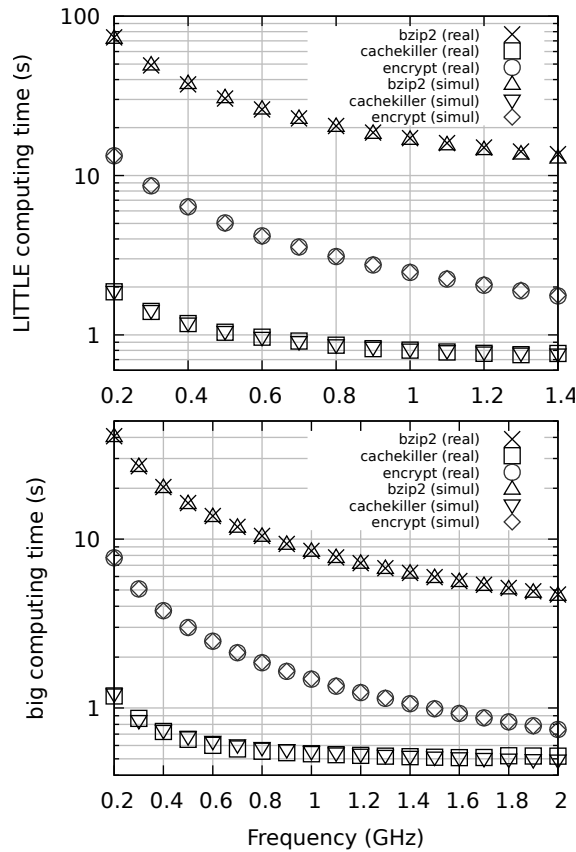 LITTLE computing time (s)
100
10
1
bzip2 (real)
cachekiller (real)
encrypt (real)
bzip2 (simul)
cachekiller (simul)
encrypt (simul)
0.2 0.4 0.6 0.8 1 1.2 1.4
big computing time (s)
10
1
bzip2 (real)
cachekiller (real)
encrypt (real)
bzip2 (simul)
cachekiller (simul)
encrypt (simul)
0.2 0.4 0.6 0.8 1 1.2 1.4 1.6 1.8 2
Frequency (GHz)